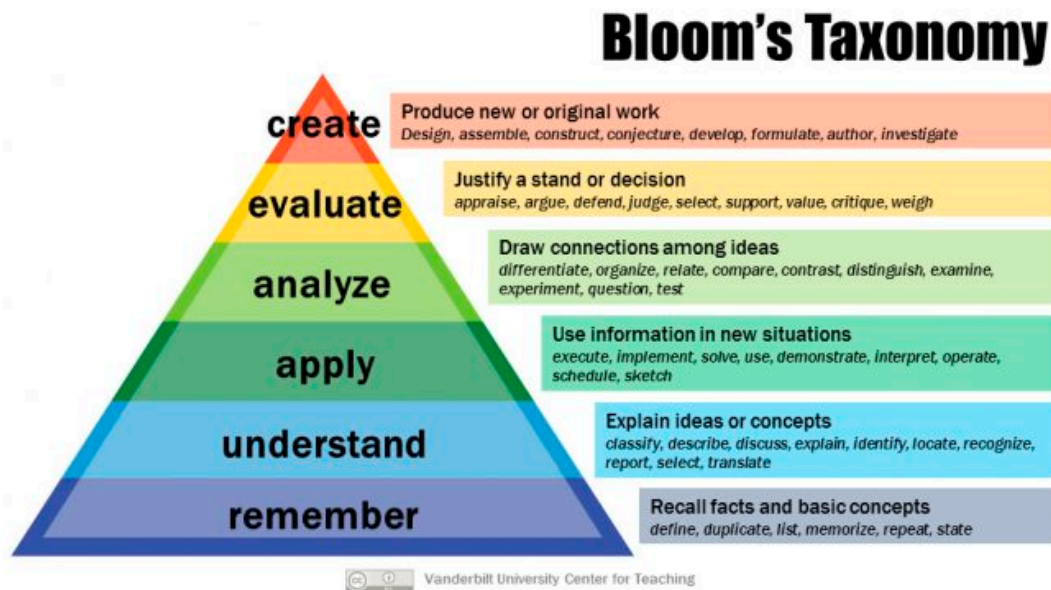 Bloom's Taxonomy
create
Produce new or original work
Design, assemble, construct, conjecture, develop, formulate, author, investigate
evaluate
Justify a stand or decision
appraise, argue, defend, judge, select, support, value, critique, weigh
analyze
Draw connections among ideas
differentiate, organize, relate, compare, contrast, distinguish, examine,
experiment, question, test
apply
Use information in new situations
execute, implement, solve, use, demonstrate, interpret, operate,
schedule, sketch
understand
Explain ideas or concepts
classify, describe, discuss, explain, identify, locate, recognize,
report, select, translate
remember
Recall facts and basic concepts
define, duplicate, list, memorize, repeat, state
cc
Vanderbilt University Center for Teaching